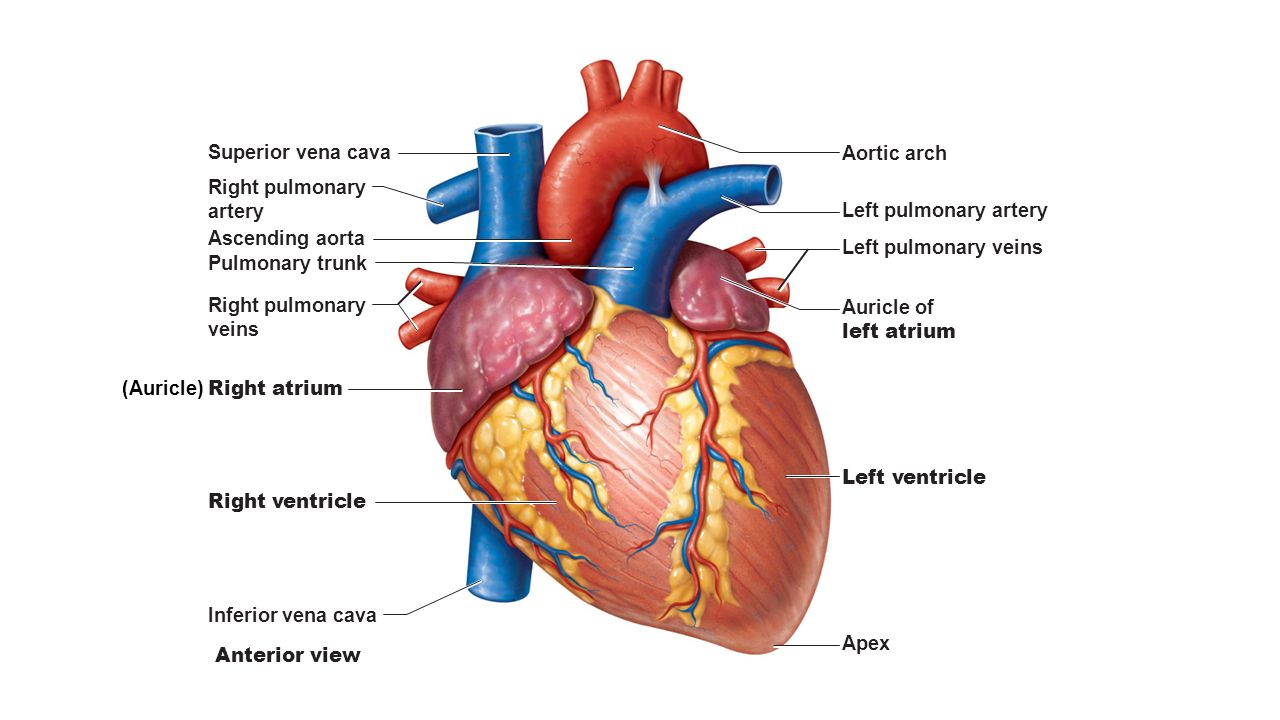 Superior vena cava
Right pulmonary
artery
Ascending aorta
Pulmonary trunk
Right pulmonary
veins
(Auricle) Right atrium
Right ventricle
Inferior vena cava
Anterior view
Aortic arch
Left pulmonary artery
Left pulmonary veins
Auricle of
left atrium
Left ventricle
Apex